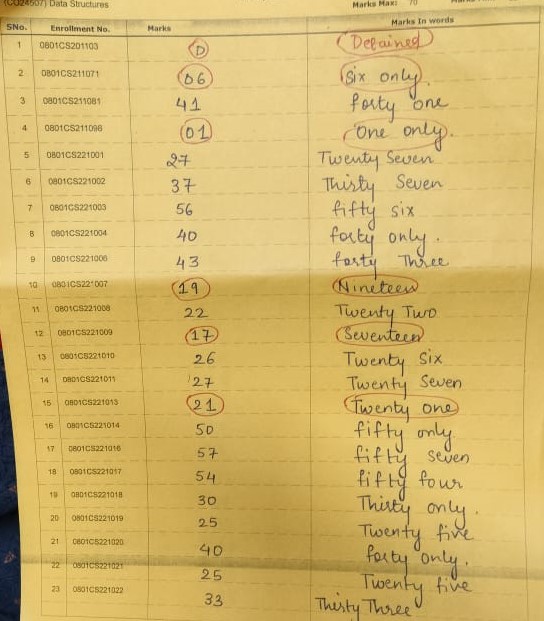 (CO24507) Data Structures Marks Max: 70
SNo. Enrollment No. Marks Marks In words
1 0801CS201103 D Detained
2 0801CS211071 06 Six only.
3 0801CS211081 41 forty one
4 0801CS211098 01 One only.
5 0801CS221001 27 Twenty Seven
6 0801CS221002 37 Thirty Seven
7 0801CS221003 56 fifty six
8 0801CS221004 40 forty only.
9 0801CS221006 43 forty Three
10 0801CS221007 19 Nineteen
11 0801CS221008 22 Twenty Two
12 0801CS221009 17 Seventeen
13 0801CS221010 26 Twenty Six
14 0801CS221011 27 Twenty Seven
15 0801CS221013 21 Twenty one
16 0801CS221014 50 fifty only
17 0801CS221016 57 fifty seven
18 0801CS221017 54 fifty four
19 0801CS221018 30 Thirty only.
20 0801CS221019 25 Twenty five
21 0801CS221020 40 forty only.
22 0801CS221021 25 Twenty five
23 0801CS221022 33 Thirty Three